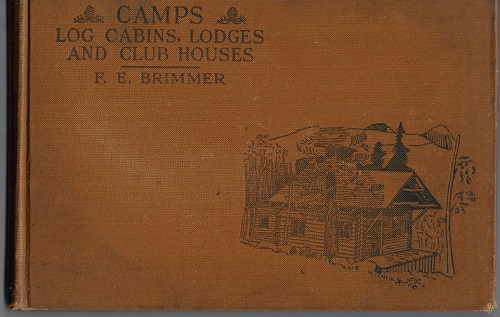 CAMPS
LOG CABINS, LODGES
AND CLUB HOUSES
F. E. BRIMMER